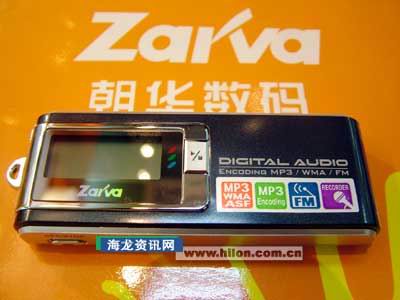 Zarva
朝华数码
DIGITAL AUDIO
ENCODING MP3 / WMA / FM
MP3
WMA
ASF
MP3
Encoding
FM
RECORDER
Zarva
海龙资讯网
www.hilon.com.cn